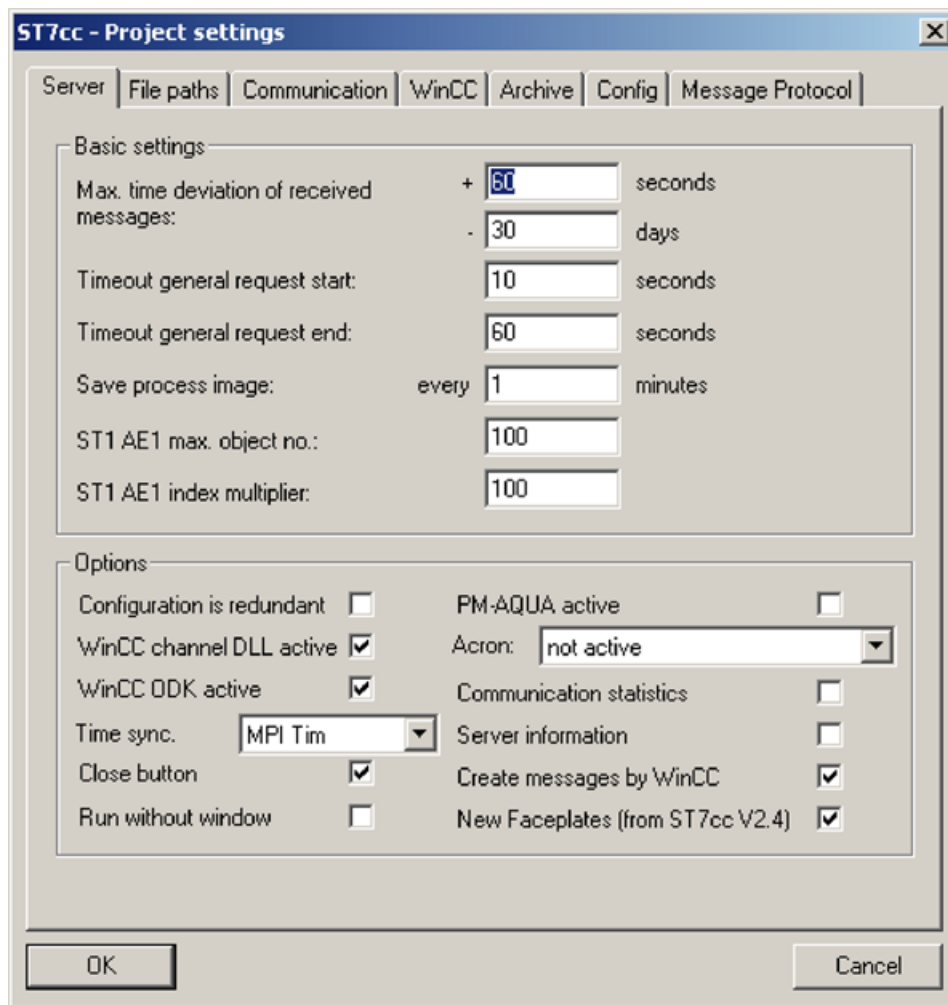 ST7cc - Project settings
Server File paths Communication WinCC Archive Config Message Protocol
Basic settings
Max. time deviation of received messages:
+ 60 seconds
- 30 days
Timeout general request start: 10 seconds
Timeout general request end: 60 seconds
Save process image: every 1 minutes
ST1 AE1 max. object no.: 100
ST1 AE1 index multiplier: 100
Options
Configuration is redundant
WinCC channel DLL active
WinCC ODK active
Time sync. MPI Tim
Close button
Run without window
PM-AQUA active
Acron: not active
Communication statistics
Server information
Create messages by WinCC
New Faceplates (from ST7cc V2.4)
OK Cancel